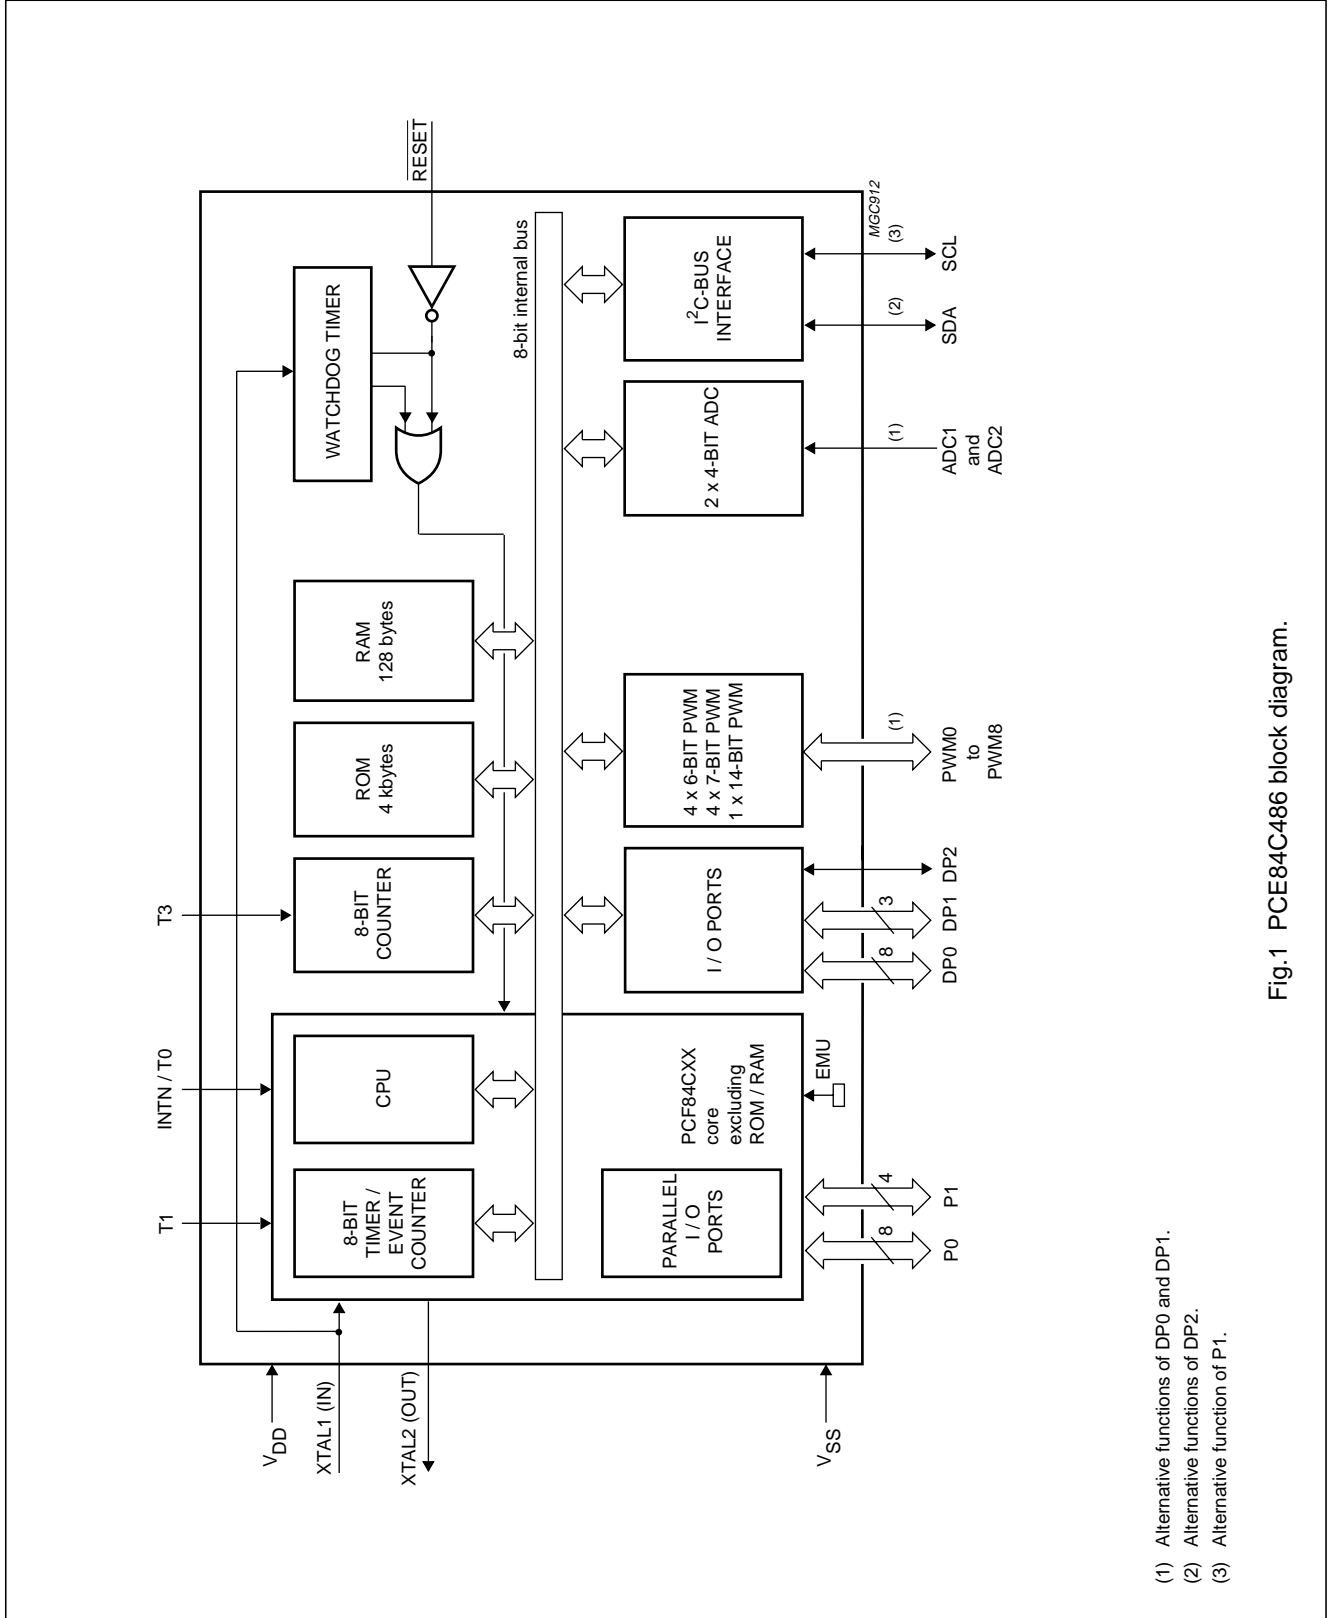 V DD
XTAL1 (IN)
XTAL2 (OUT)
V SS
T1
INTN / T0
T3
RESET
8-BIT
TIMER /
EVENT
COUNTER
CPU
8-BIT
COUNTER
ROM
4 kbytes
RAM
128 bytes
WATCHDOG TIMER
8-bit internal bus
PARALLEL
I / O
PORTS
PCF84CXX
core
excluding
ROM / RAM
I / O PORTS
4 x 6-BIT PWM
4 x 7-BIT PWM
1 x 14-BIT PWM
2 x 4-BIT ADC
I²C-BUS
INTERFACE
EMU
MGC912
8
4
8
3
(1)
(1)
(2)
(3)
P0
P1
DP0
DP1
DP2
PWM0
to
PWM8
ADC1
and
ADC2
SDA
SCL
(1) Alternative functions of DP0 and DP1.
(2) Alternative functions of DP2.
(3) Alternative function of P1.
Fig.1 PCE84C486 block diagram.